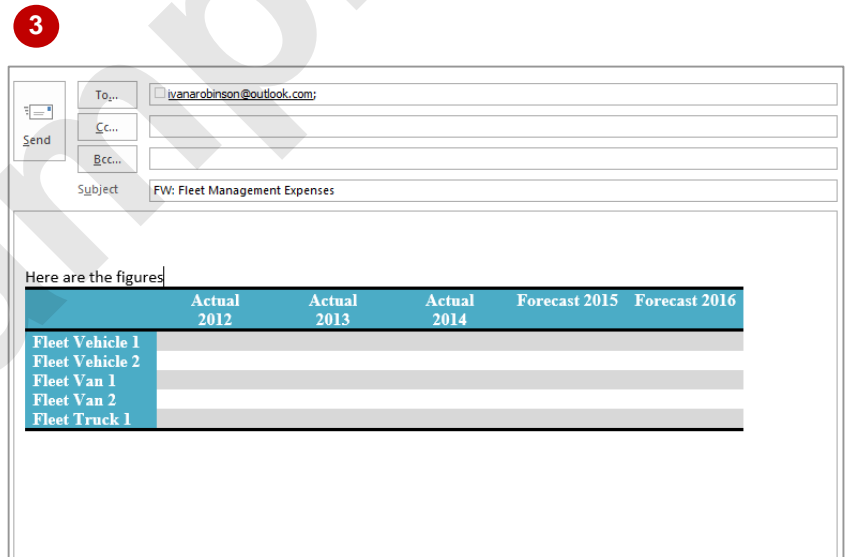 3
To...
ivanarobinson@outlook.com;
Cc...
Send
Bcc...
Subject
FW: Fleet Management Expenses
Here are the figures
Actual 2012 Actual 2013 Actual 2014 Forecast 2015 Forecast 2016
Fleet Vehicle 1
Fleet Vehicle 2
Fleet Van 1
Fleet Van 2
Fleet Truck 1